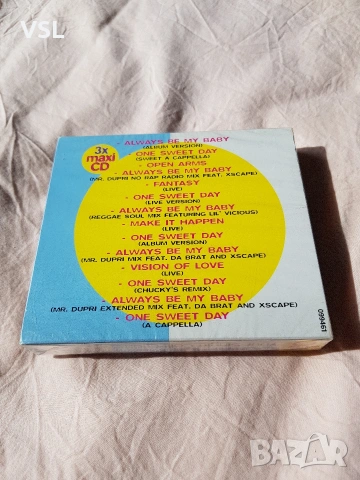 VSL
3x
maxi
CD
- ALWAYS BE MY BABY
(ALBUM VERSION)
- ONE SWEET DAY
(SWEET A CAPPELLA)
- OPEN ARMS
- ALWAYS BE MY BABY
(MR. DUPRI NO RAP RADIO MIX FEAT. XSCAPE)
- FANTASY
(LIVE)
- ONE SWEET DAY
(LIVE VERSION)
- ALWAYS BE MY BABY
(REGGAE SOUL MIX FEATURING LIL' VICIOUS)
- MAKE IT HAPPEN
(LIVE)
- ONE SWEET DAY
(ALBUM VERSION)
- ALWAYS BE MY BABY
(MR. DUPRI MIX FEAT. DA BRAT AND XSCAPE)
- VISION OF LOVE
(LIVE)
- ONE SWEET DAY
(CHUCKY'S REMIX)
- ALWAYS BE MY BABY
(MR. DUPRI EXTENDED MIX FEAT. DA BRAT AND XSCAPE)
- ONE SWEET DAY
(A CAPPELLA)
099461
BAZAR
VSL